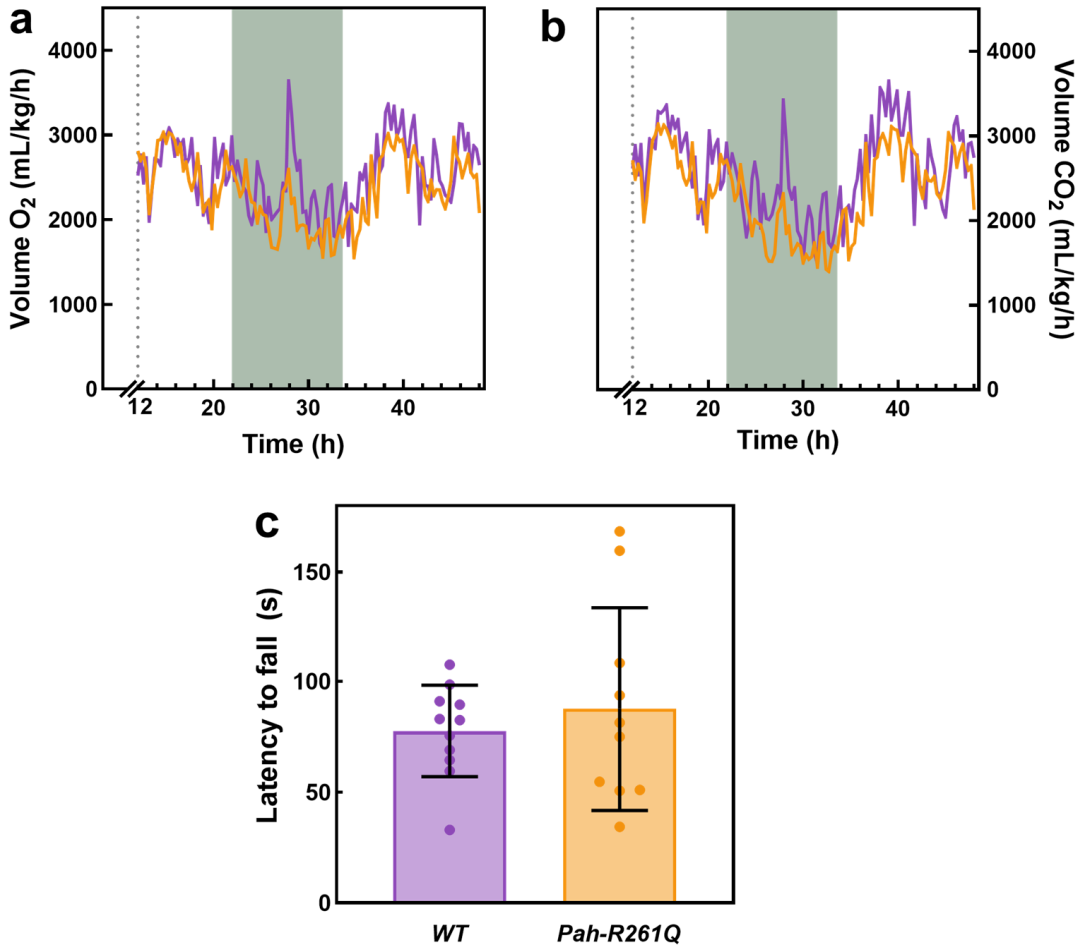 a
Volume O2 (mL/kg/h)
4000
3000
2000
1000
0
12
20
30
40
Time (h)
b
Volume CO2 (mL/kg/h)
4000
3000
2000
1000
0
12
20
30
40
Time (h)
c
Latency to fall (s)
150
100
50
0
WT
Pah-R261Q